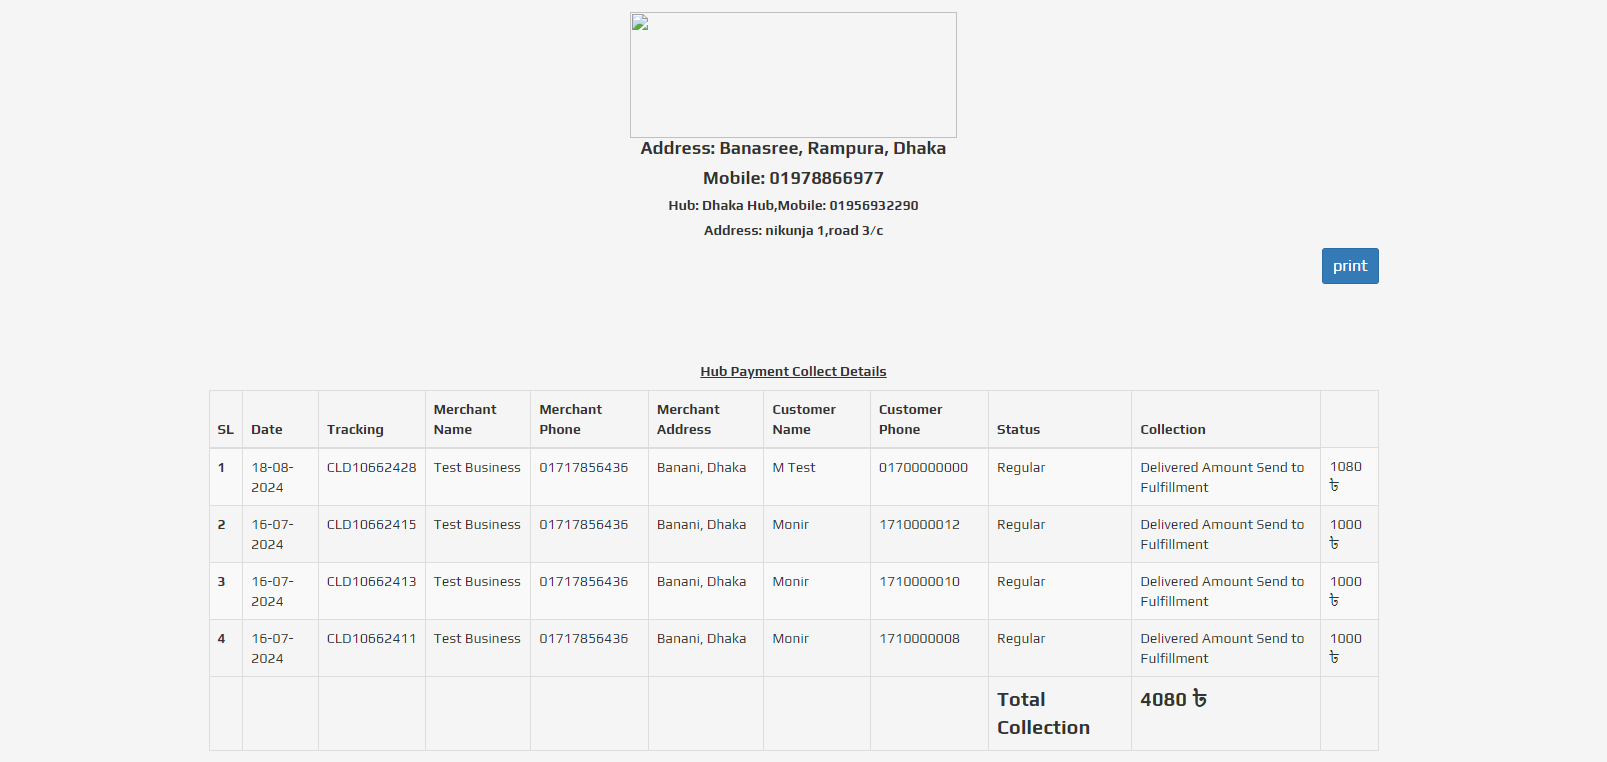 Address: Banasree, Rampura, Dhaka
Mobile: 01978866977
Hub: Dhaka Hub,Mobile: 01956932290
Address: nikunja 1,road 3/c
print
Hub Payment Collect Details
SL Date Tracking Merchant Name Merchant Phone Merchant Address Customer Name Customer Phone Status Collection
1 18-08-2024 CLD10662428 Test Business 01717856436 Banani, Dhaka M Test 01700000000 Regular Delivered Amount Send to Fulfillment 1080 ৳
2 16-07-2024 CLD10662415 Test Business 01717856436 Banani, Dhaka Monir 1710000012 Regular Delivered Amount Send to Fulfillment 1000 ৳
3 16-07-2024 CLD10662413 Test Business 01717856436 Banani, Dhaka Monir 1710000010 Regular Delivered Amount Send to Fulfillment 1000 ৳
4 16-07-2024 CLD10662411 Test Business 01717856436 Banani, Dhaka Monir 1710000008 Regular Delivered Amount Send to Fulfillment 1000 ৳
Total Collection 4080 ৳